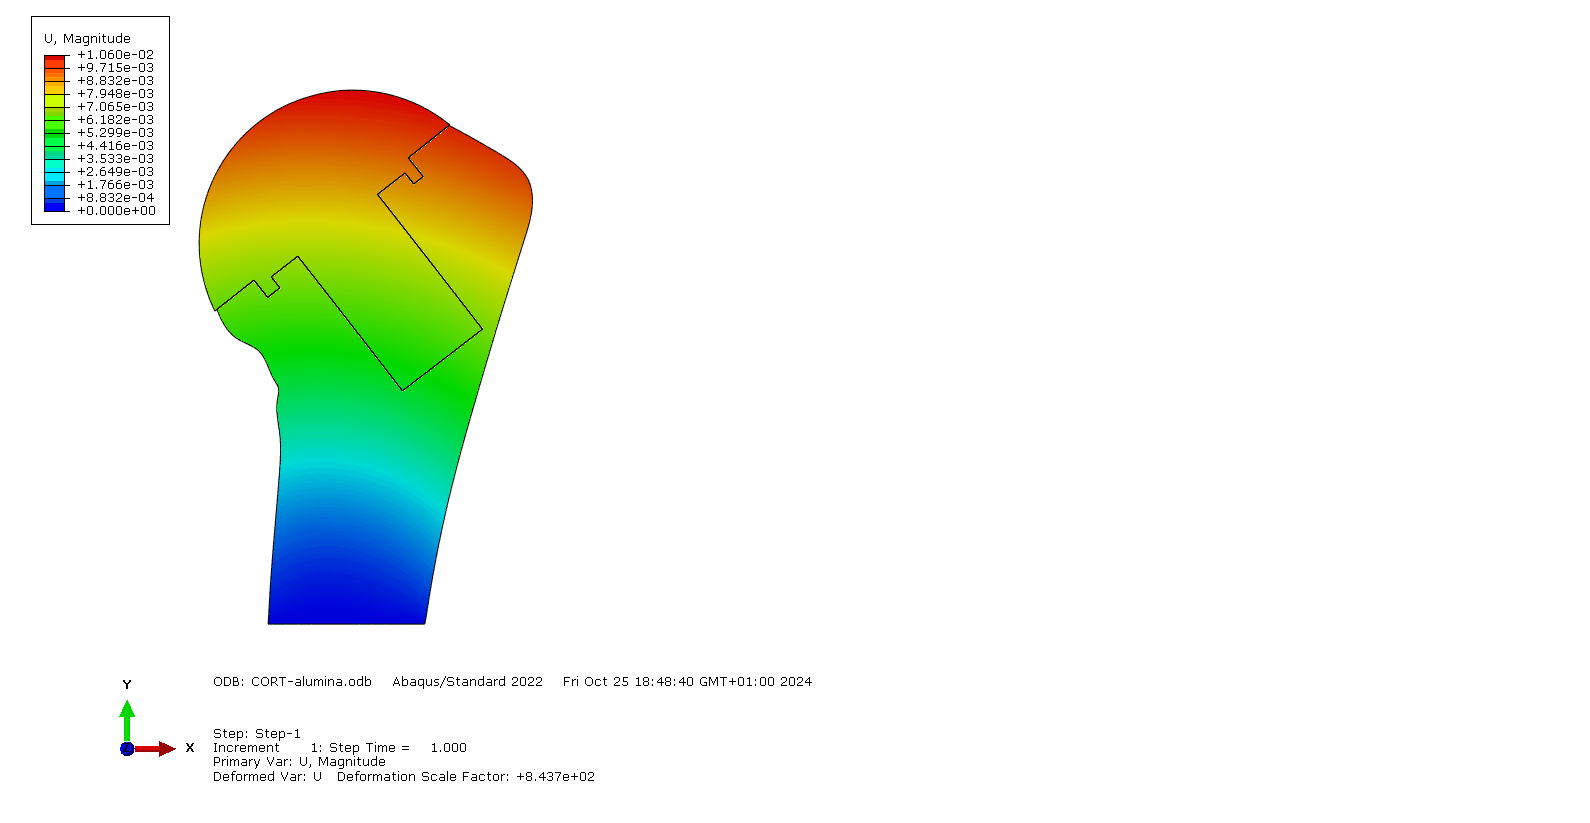 U, Magnitude
+1.060e-02
+9.715e-03
+8.832e-03
+7.948e-03
+7.065e-03
+6.182e-03
+5.299e-03
+4.416e-03
+3.533e-03
+2.649e-03
+1.766e-03
+8.832e-04
+0.000e+00
Y
X
ODB: CORT-alumina.odb Abaqus/Standard 2022 Fri Oct 25 18:48:40 GMT+01:00 2024
Step: Step-1
Increment 1: Step Time = 1.000
Primary Var: U, Magnitude
Deformed Var: U Deformation Scale Factor: +8.437e+02